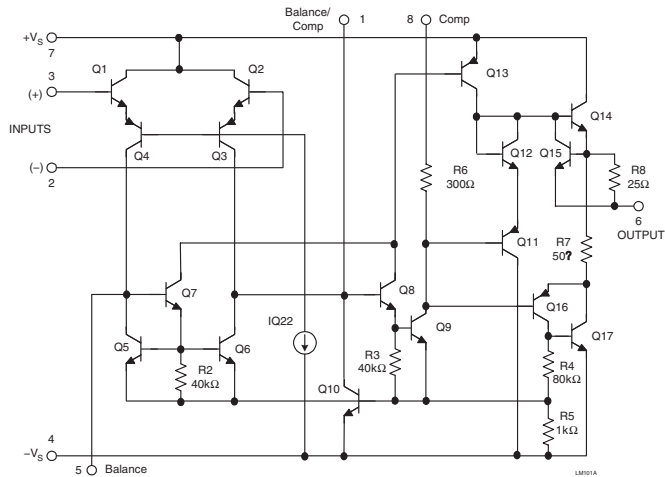 Balance/
Comp
1
8
Comp
+VS
7
3
(+)
INPUTS
(−)
2
Q1
Q2
Q4
Q3
Q13
Q14
Q12
Q15
R8
25Ω
6
OUTPUT
R6
300Ω
R7
50?
Q11
Q7
Q8
Q16
Q9
Q17
IQ22
Q5
Q6
R2
40kΩ
R3
40kΩ
R4
80kΩ
Q10
R5
1kΩ
4
−VS
5
Balance
LM101A